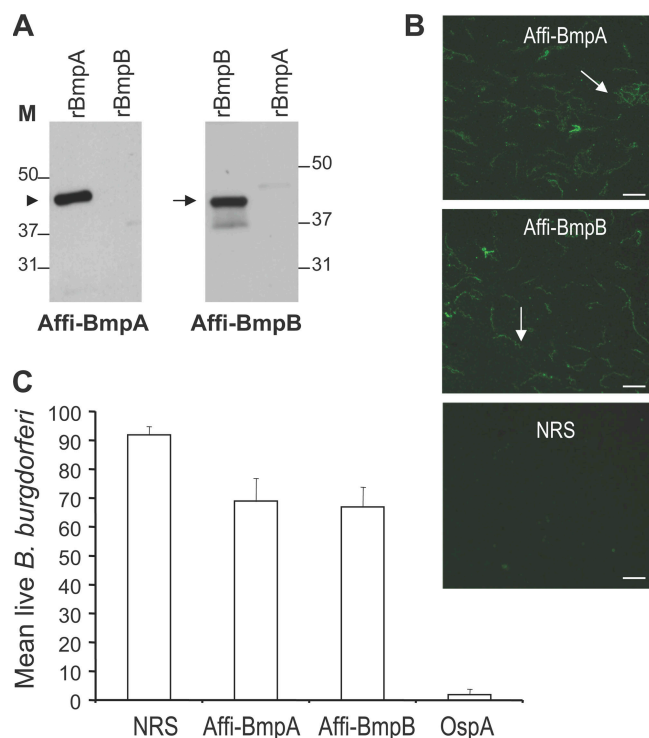 A
rBmpA
rBmpB
rBmpB
rBmpA
M
50
37
31
50
37
31
Affi-BmpA
Affi-BmpB
B
Affi-BmpA
Affi-BmpB
NRS
C
Mean live B. burgdorferi
100
90
80
70
60
50
40
30
20
10
0
NRS
Affi-BmpA
Affi-BmpB
OspA